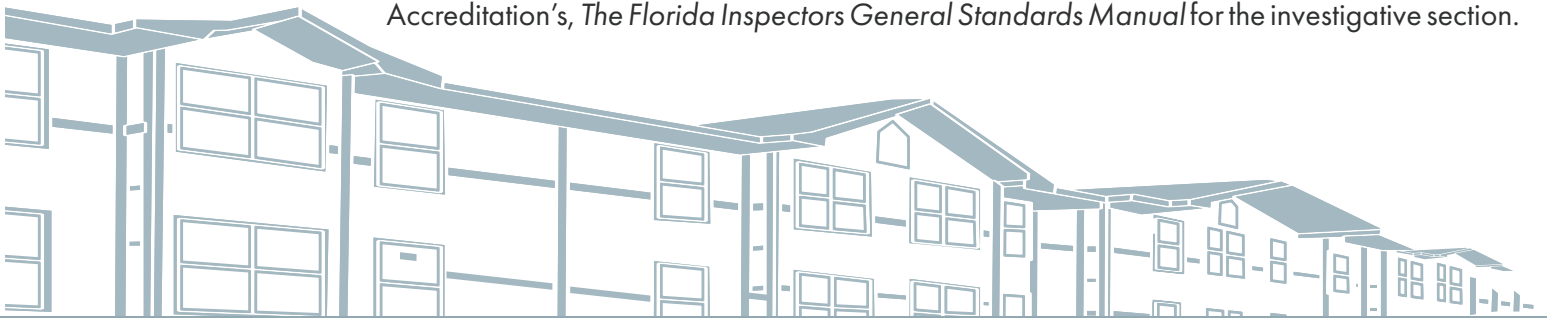 Accreditation's, The Florida Inspectors General Standards Manual for the investigative section.